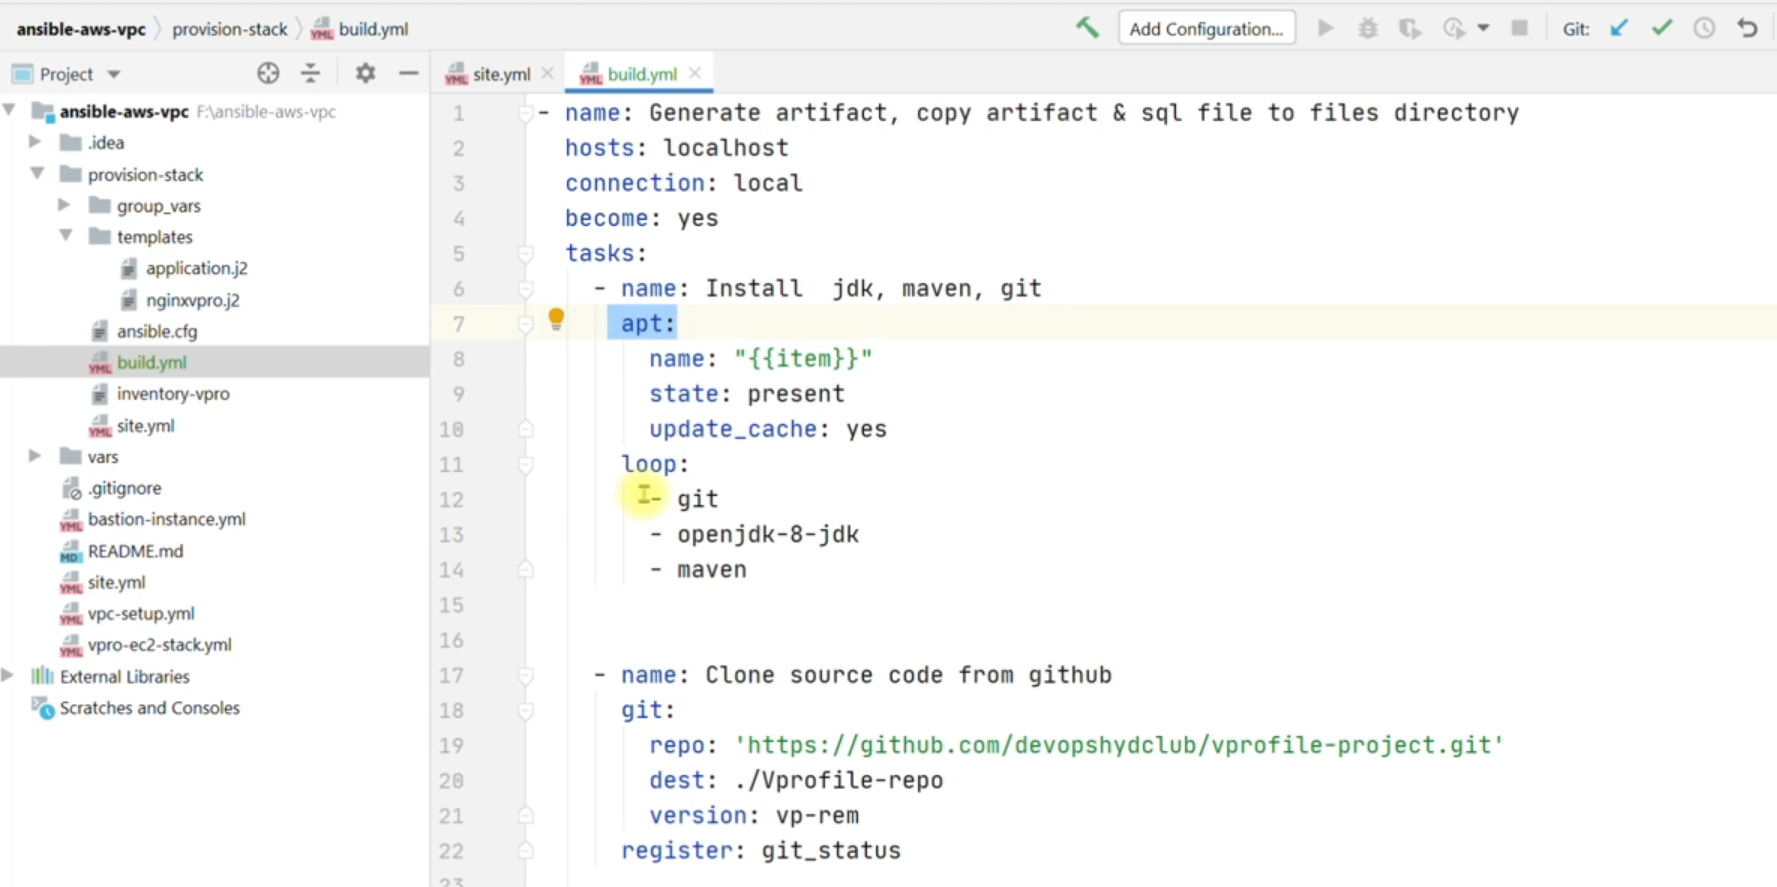 ansible-aws-vpc provision-stack build.yml
Add Configuration...
Git:
Project
site.yml
build.yml
ansible-aws-vpc F:\ansible-aws-vpc
.idea
provision-stack
group_vars
templates
application.j2
nginxvpro.j2
ansible.cfg
build.yml
inventory-vpro
site.yml
vars
.gitignore
bastion-instance.yml
README.md
site.yml
vpc-setup.yml
vpro-ec2-stack.yml
External Libraries
Scratches and Consoles
1 - name: Generate artifact, copy artifact & sql file to files directory
2 hosts: localhost
3 connection: local
4 become: yes
5 tasks:
6 - name: Install  jdk, maven, git
7 apt:
8 name: "{{item}}"
9 state: present
10 update_cache: yes
11 loop:
12 - git
13 - openjdk-8-jdk
14 - maven
15
16
17 - name: Clone source code from github
18 git:
19 repo: 'https://github.com/devopshydclub/vprofile-project.git'
20 dest: ./Vprofile-repo
21 version: vp-rem
22 register: git_status
23